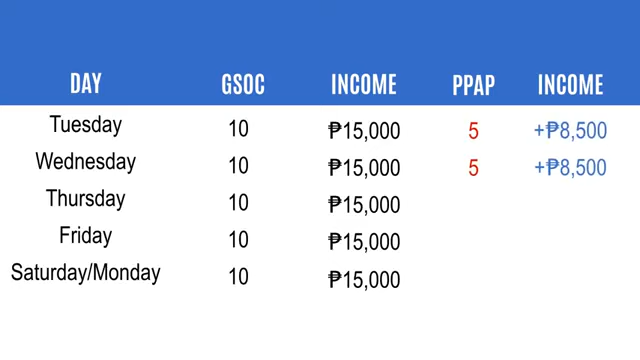 DAY GSOC INCOME PPAP INCOME
Tuesday 10 ₱15,000 5 +₱8,500
Wednesday 10 ₱15,000 5 +₱8,500
Thursday 10 ₱15,000
Friday 10 ₱15,000
Saturday/Monday 10 ₱15,000